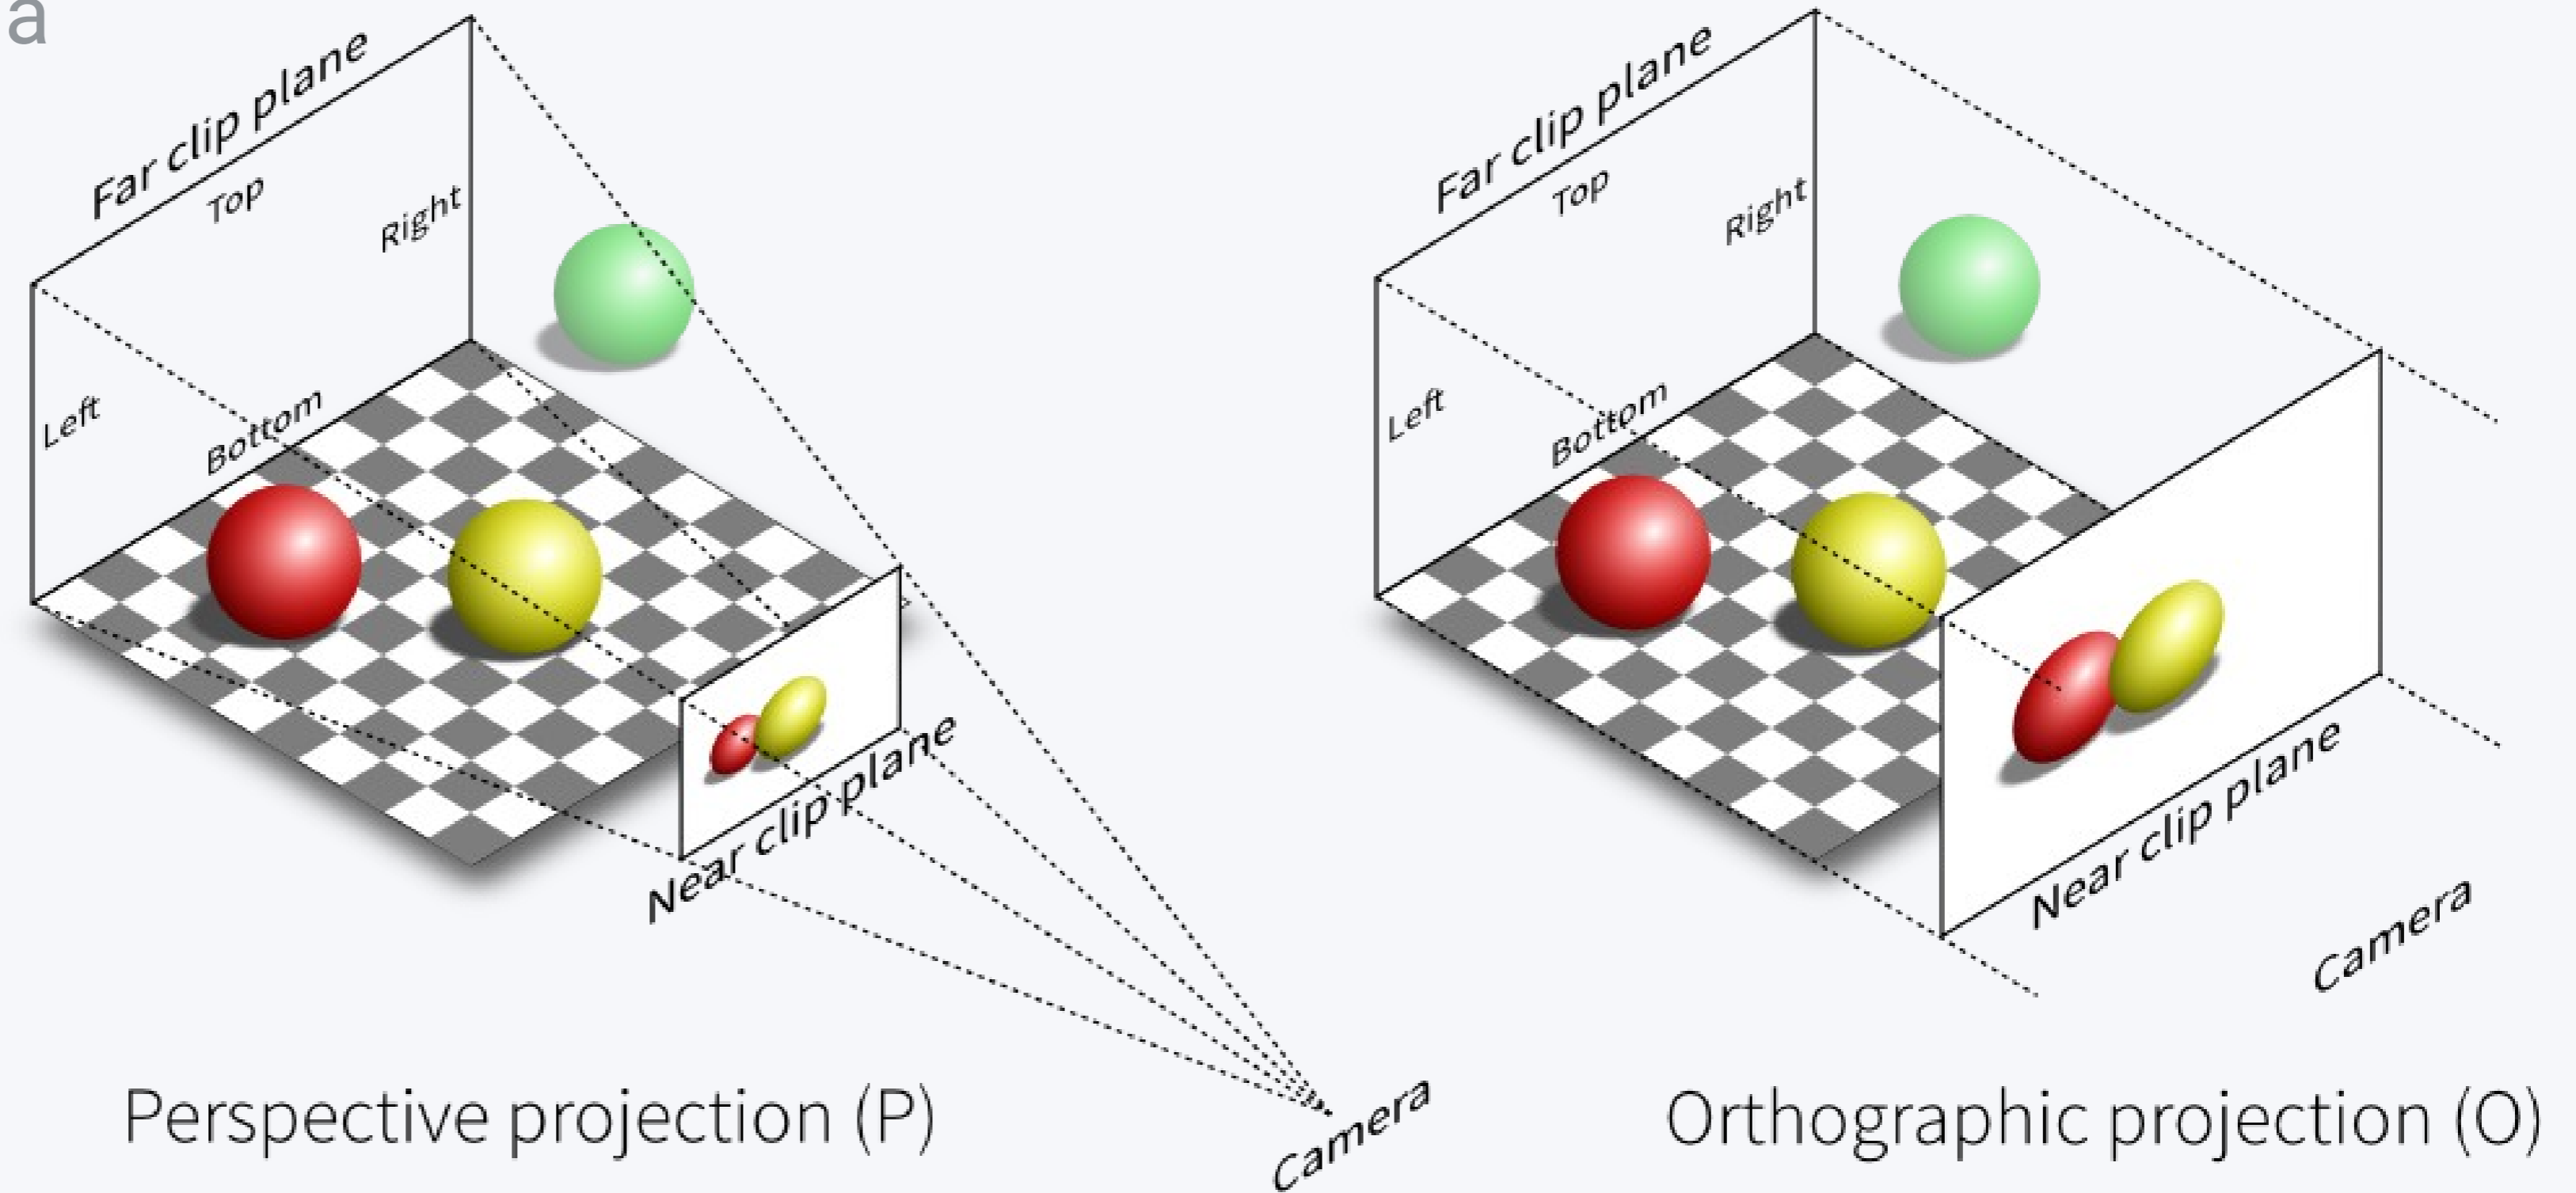 a
Far clip plane
Top
Right
Left
Bottom
Near clip plane
Camera
Perspective projection (P)
Far clip plane
Top
Right
Left
Bottom
Near clip plane
Camera
Orthographic projection (O)